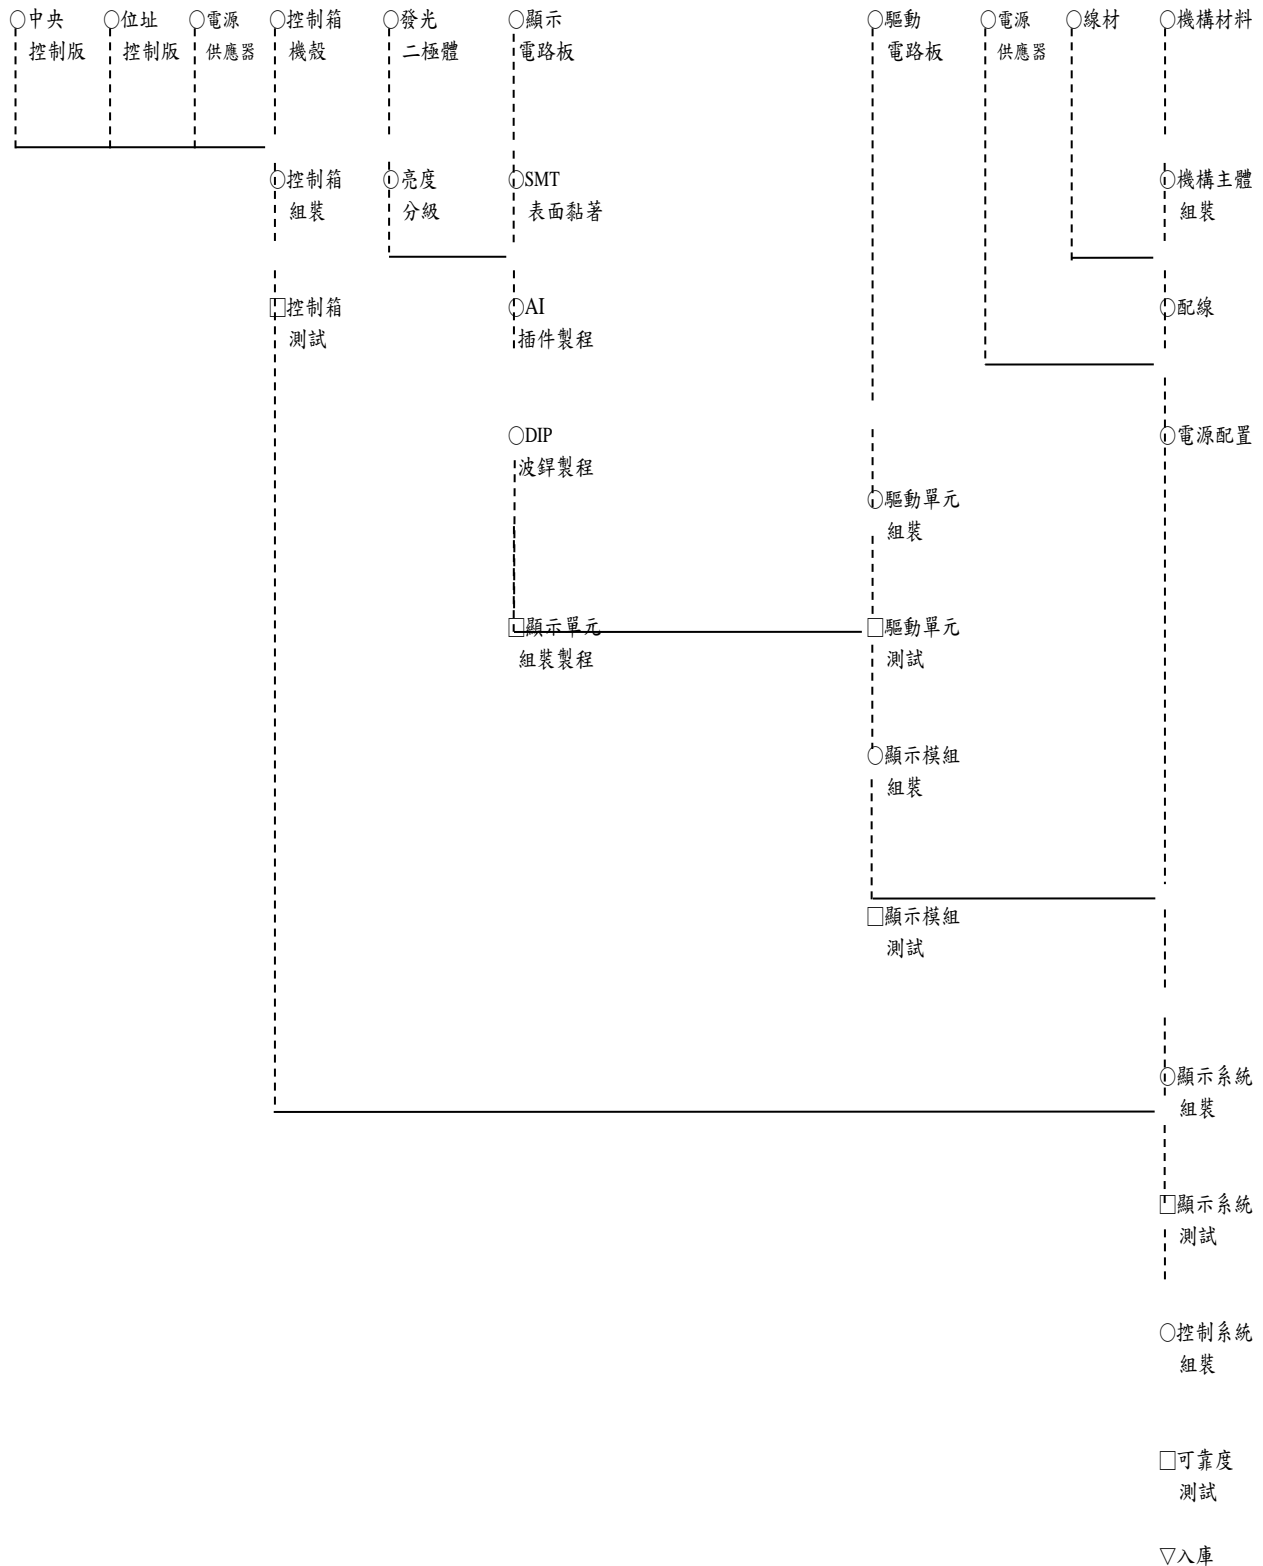 ○中央 ○位址 ○電源 ○控制箱 ○發光 ○顯示 ○驅動 ○電源 ○線材 ○機構材料
控制版 控制版 供應器 機殼 二極體 電路板 電路板 供應器
○控制箱 ○亮度 ○SMT ○機構主體
組裝 分級 表面黏著 組裝
□控制箱 ○AI ○配線
測試 插件製程
○DIP ○電源配置
波銲製程
○驅動單元
組裝
□顯示單元 □驅動單元
組裝製程 測試
○顯示模組
組裝
□顯示模組
測試
○顯示系統
組裝
□顯示系統
測試
○控制系統
組裝
□可靠度
測試
▽入庫